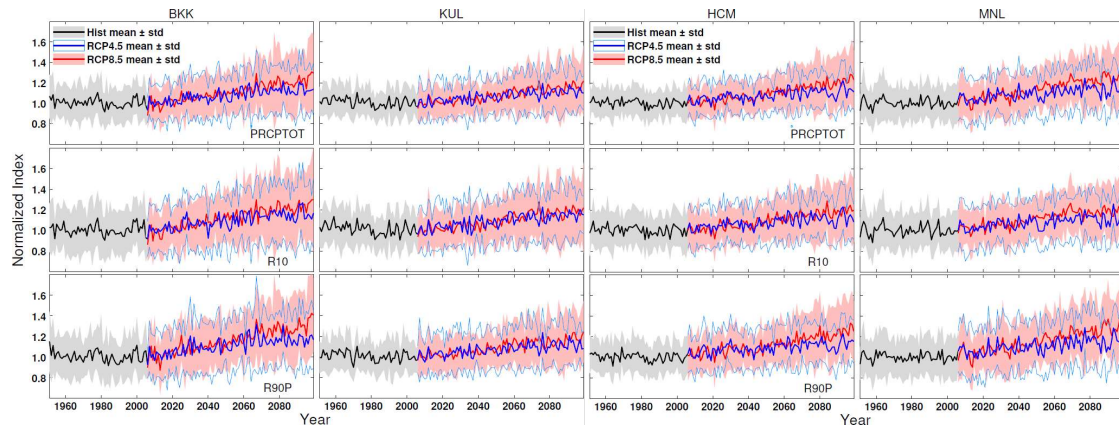 BKK KUL HCM MNL
Hist mean ± std
RCP4.5 mean ± std
RCP8.5 mean ± std
Hist mean ± std
RCP4.5 mean ± std
RCP8.5 mean ± std
1.6
1.4
1.2
1.0
0.8
PRCPTOT PRCPTOT
Normalized Index
1.6
1.4
1.2
1.0
0.8
R10 R10
1.6
1.4
1.2
1.0
0.8
R90P R90P
1960 1980 2000 2020 2040 2060 2080 1960 1980 2000 2020 2040 2060 2080 1960 1980 2000 2020 2040 2060 2080 1960 1980 2000 2020 2040 2060 2080
Year Year